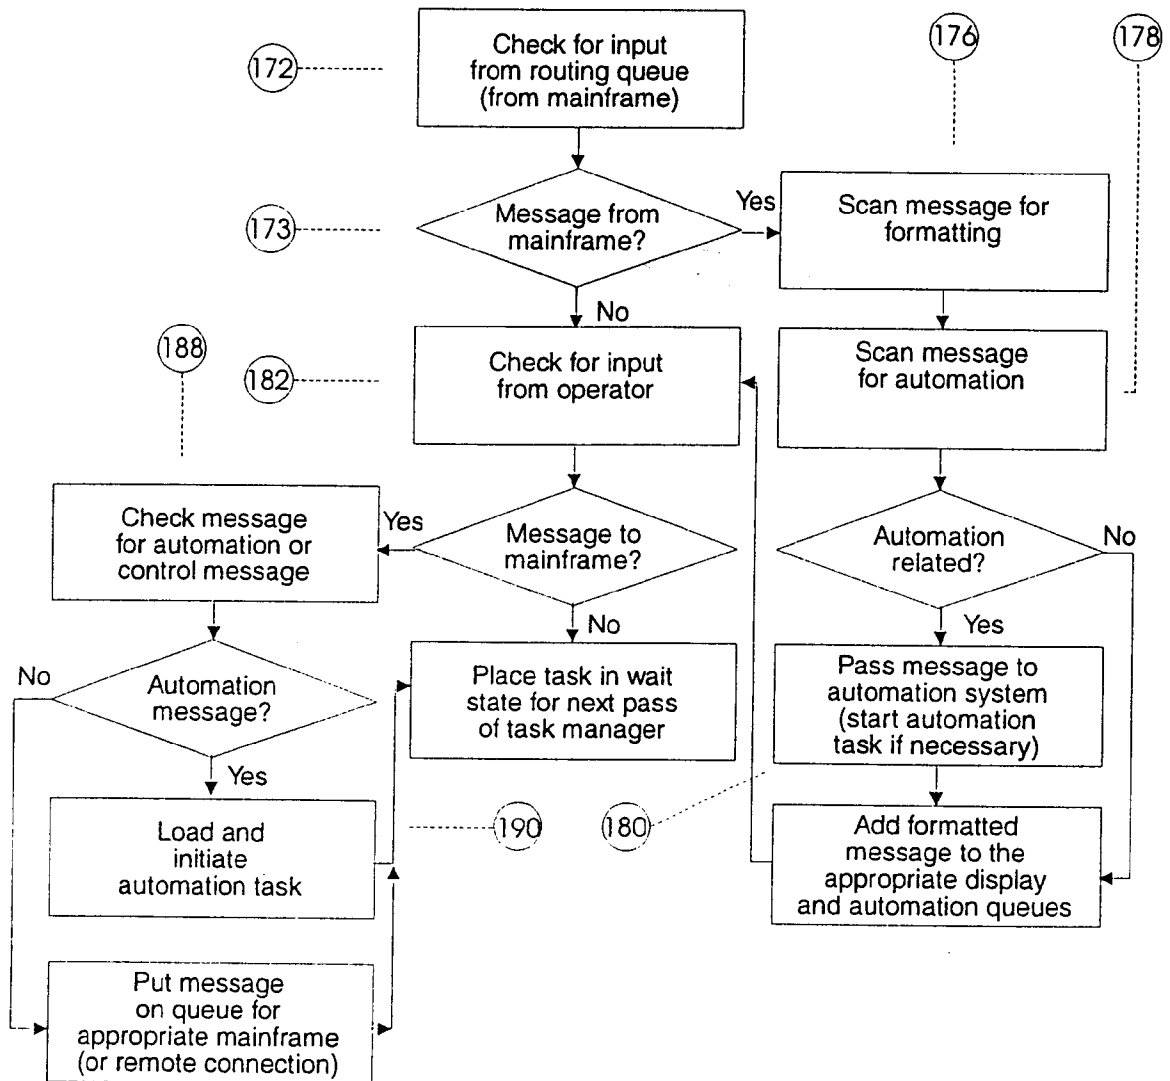 Check for input
from routing queue
(from mainframe)
172
176
178
Message from
mainframe?
173
Yes
No
Scan message for
formatting
188
182
Check for input
from operator
Scan message
for automation
Check message
for automation or
control message
Yes
Message to
mainframe?
No
Automation
related?
No
Yes
No
Automation
message?
Yes
Place task in wait
state for next pass
of task manager
Pass message to
automation system
(start automation
task if necessary)
Load and
initiate
automation task
190
180
Add formatted
message to the
appropriate display
and automation queues
Put message
on queue for
appropriate mainframe
(or remote connection)